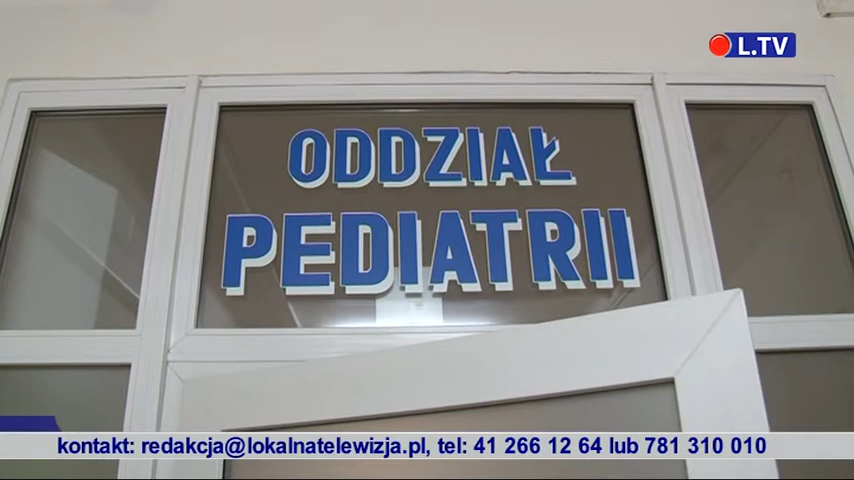 L.TV
ODDZIAŁ
PEDIATRII
kontakt: redakcja@lokalnatelewizja.pl, tel: 41 266 12 64 lub 781 310 010